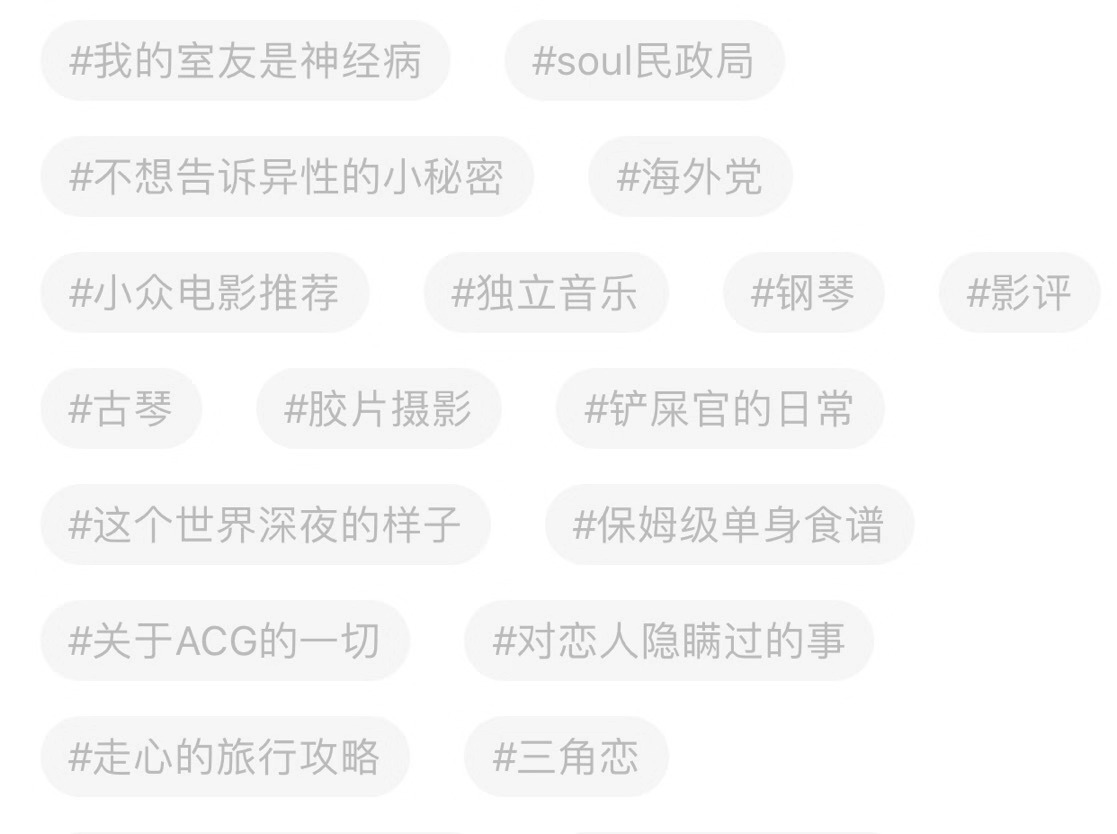 #我的室友是神经病 #soul民政局
#不想告诉异性的小秘密 #海外党
#小众电影推荐 #独立音乐 #钢琴 #影评
#古琴 #胶片摄影 #铲屎官的日常
#这个世界深夜的样子 #保姆级单身食谱
#关于ACG的一切 #对恋人隐瞒过的事
#走心的旅行攻略 #三角恋